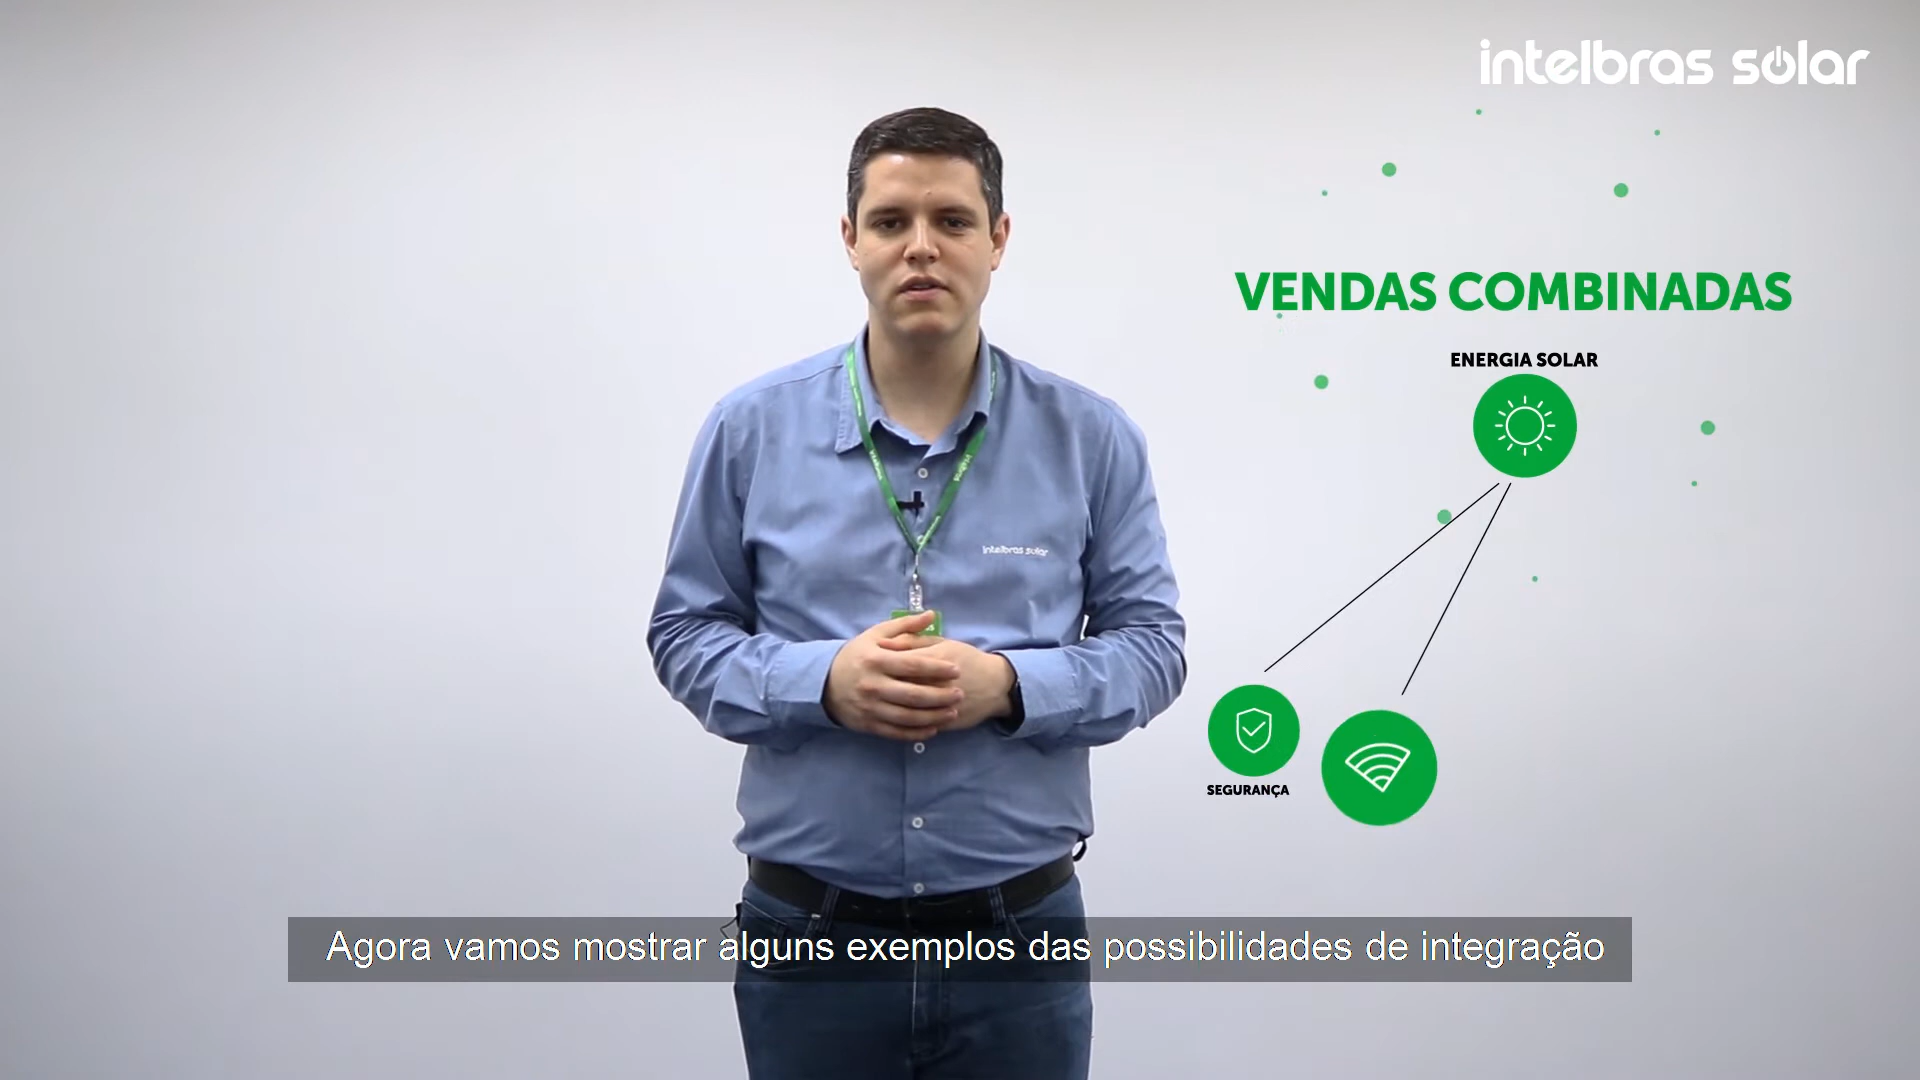 intelbras solar
VENDAS COMBINADAS
ENERGIA SOLAR
intelbras solar
SEGURANÇA
Agora vamos mostrar alguns exemplos das possibilidades de integração